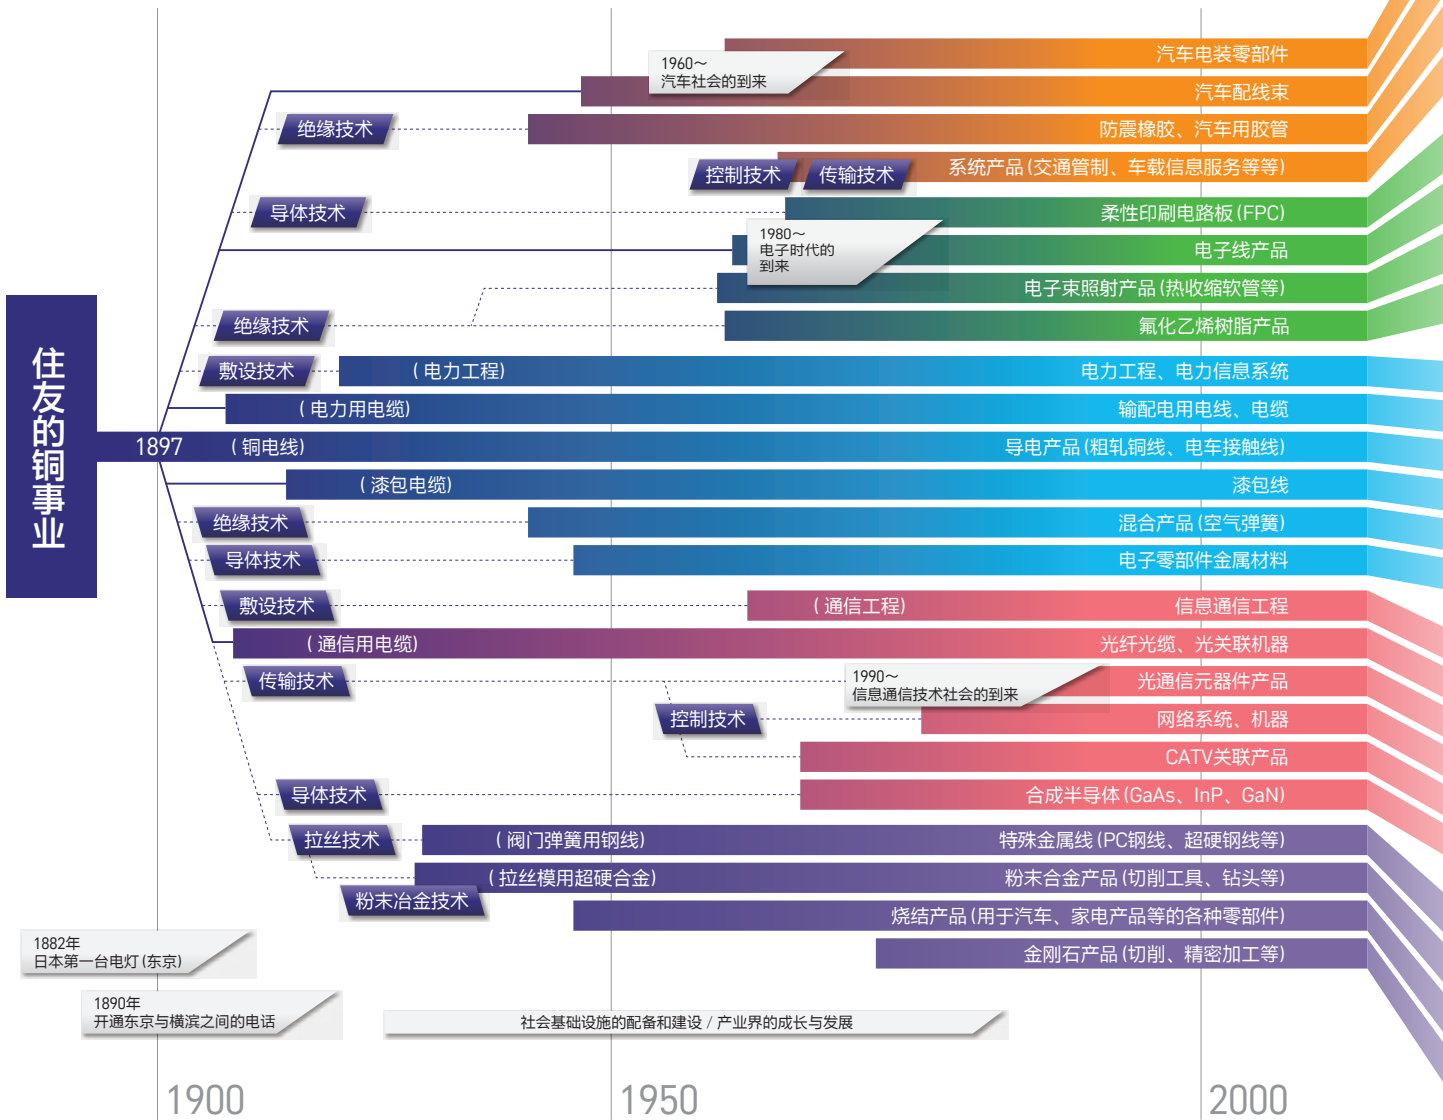 住友的铜事业
1897
1960～
汽车社会的到来
汽车电装零部件
汽车配线束
绝缘技术
防震橡胶、汽车用胶管
控制技术
传输技术
系统产品（交通管制、车载信息服务等等）
导体技术
柔性印刷电路板（FPC）
1980～
电子时代的
到来
电子线产品
电子束照射产品（热收缩软管等）
绝缘技术
氟化乙烯树脂产品
敷设技术
（电力工程）
电力工程、电力信息系统
（电力用电缆）
输配电用电线、电缆
（铜电线）
导电产品（粗轧铜线、电车接触线）
（漆包电缆）
漆包线
绝缘技术
混合产品（空气弹簧）
导体技术
电子零部件金属材料
敷设技术
（通信工程）
信息通信工程
（通信用电缆）
光纤光缆、光关联机器
传输技术
1990～
信息通信技术社会的到来
光通信元器件产品
控制技术
网络系统、机器
CATV关联产品
导体技术
合成半导体（GaAs、InP、GaN）
拉丝技术
（阀门弹簧用钢线）
特殊金属线（PC钢线、超硬钢线等）
（拉丝模用超硬合金）
粉末合金产品（切削工具、钻头等）
粉末冶金技术
烧结产品（用于汽车、家电产品等的各种零部件）
金刚石产品（切削、精密加工等）
1882年
日本第一台电灯（东京）
1890年
开通东京与横滨之间的电话
社会基础设施的配备和建设 / 产业界的成长与发展
1900
1950
2000